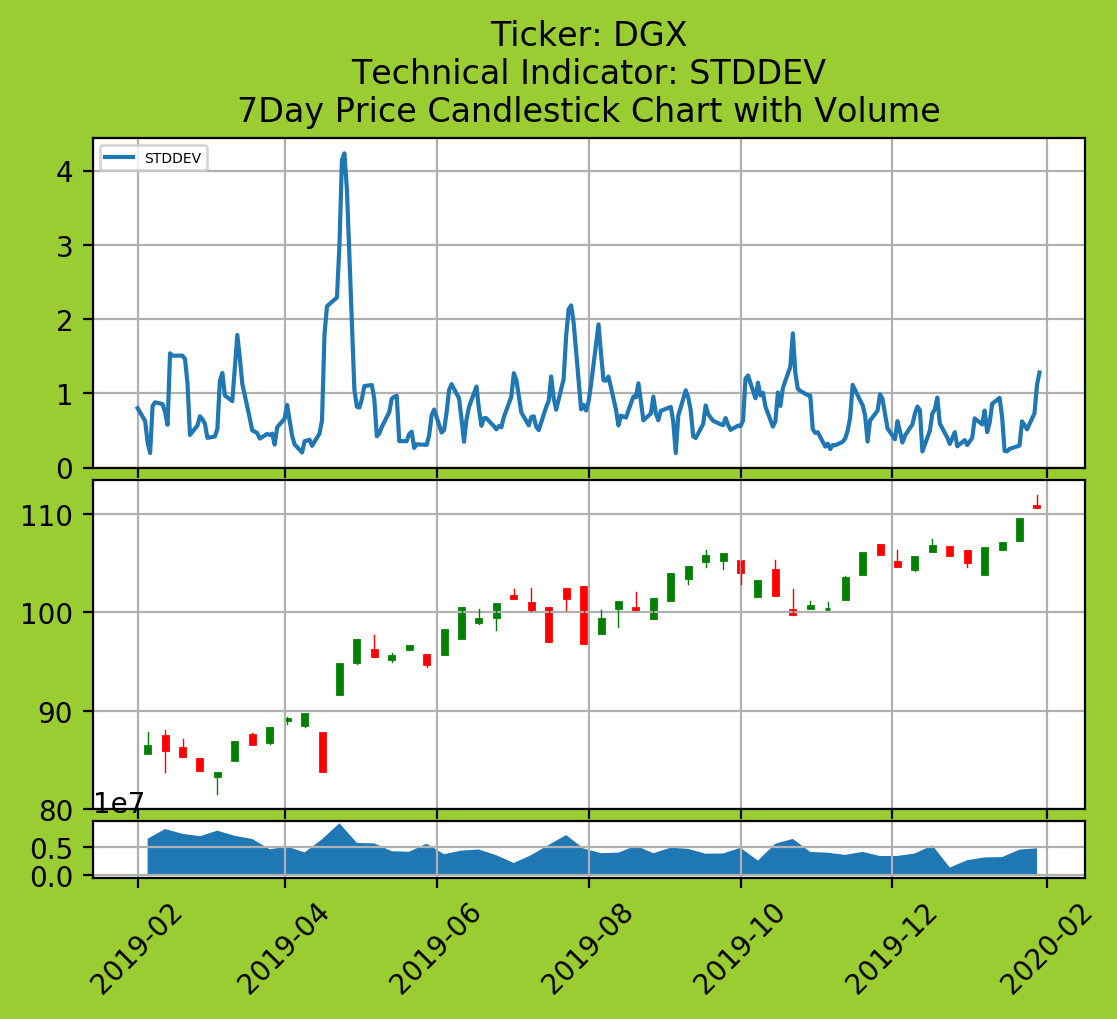 Ticker: DGX
Technical Indicator: STDDEV
7Day Price Candlestick Chart with Volume
STDDEV
4
3
2
1
0
110
100
90
80
1e7
0.5
0.0
2019-02 2019-04 2019-06 2019-08 2019-10 2019-12 2020-02